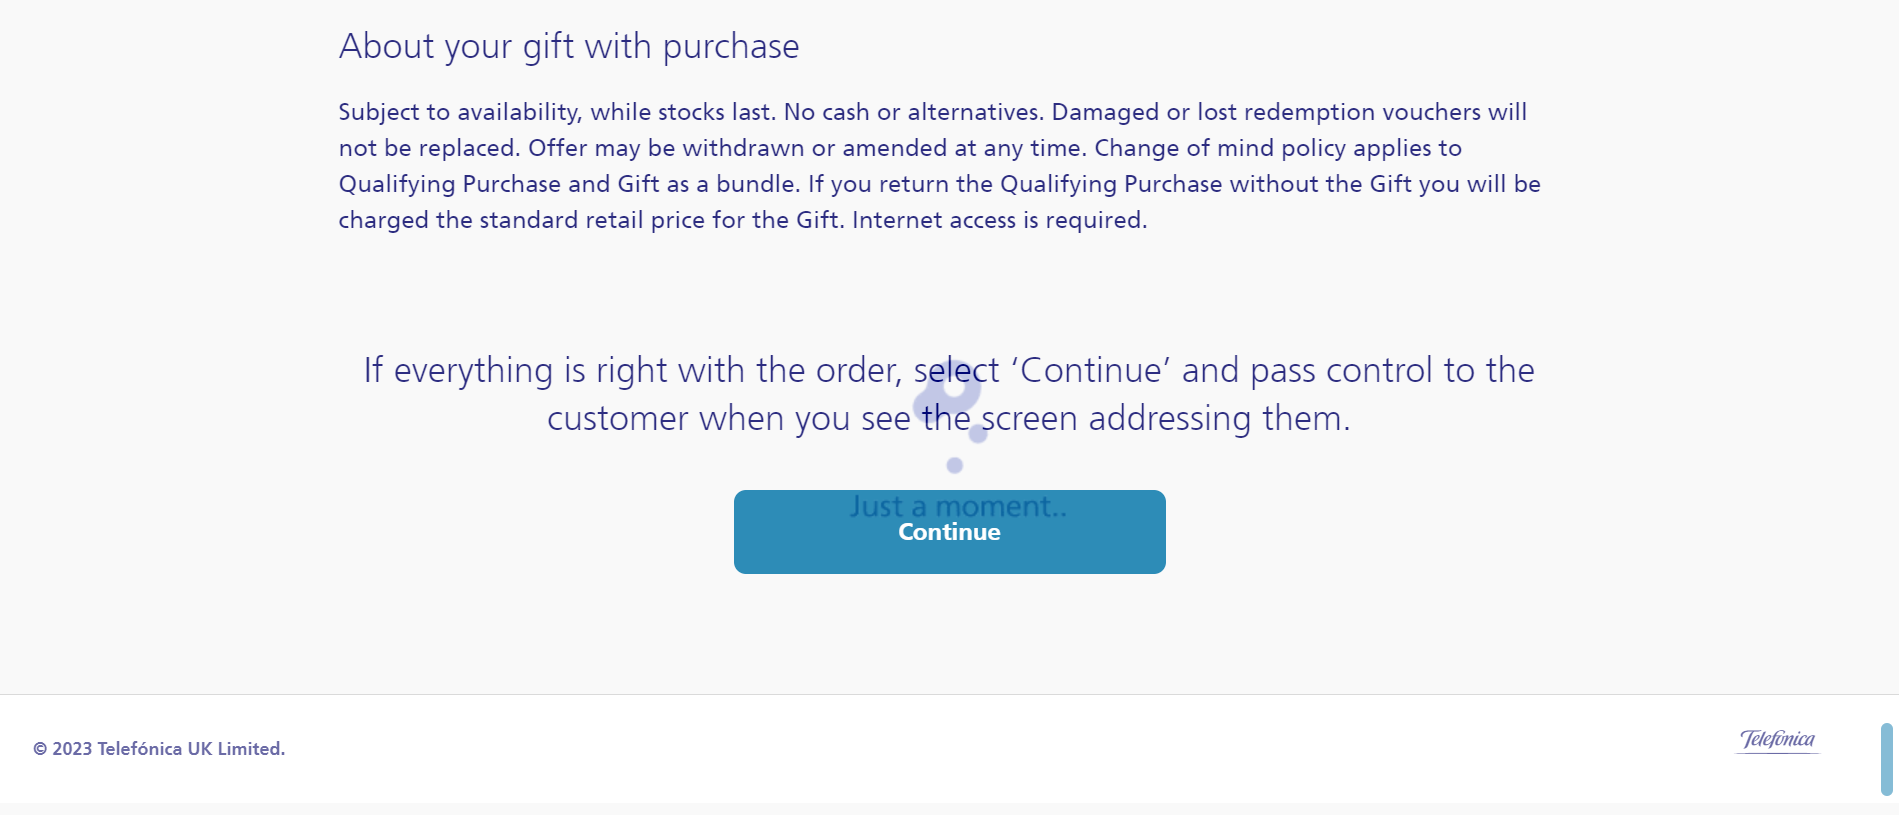 About your gift with purchase
Subject to availability, while stocks last. No cash or alternatives. Damaged or lost redemption vouchers will
not be replaced. Offer may be withdrawn or amended at any time. Change of mind policy applies to
Qualifying Purchase and Gift as a bundle. If you return the Qualifying Purchase without the Gift you will be
charged the standard retail price for the Gift. Internet access is required.
If everything is right with the order, select ‘Continue’ and pass control to the
customer when you see the screen addressing them.
Just a moment..
Continue
© 2023 Telefónica UK Limited.
Telefónica